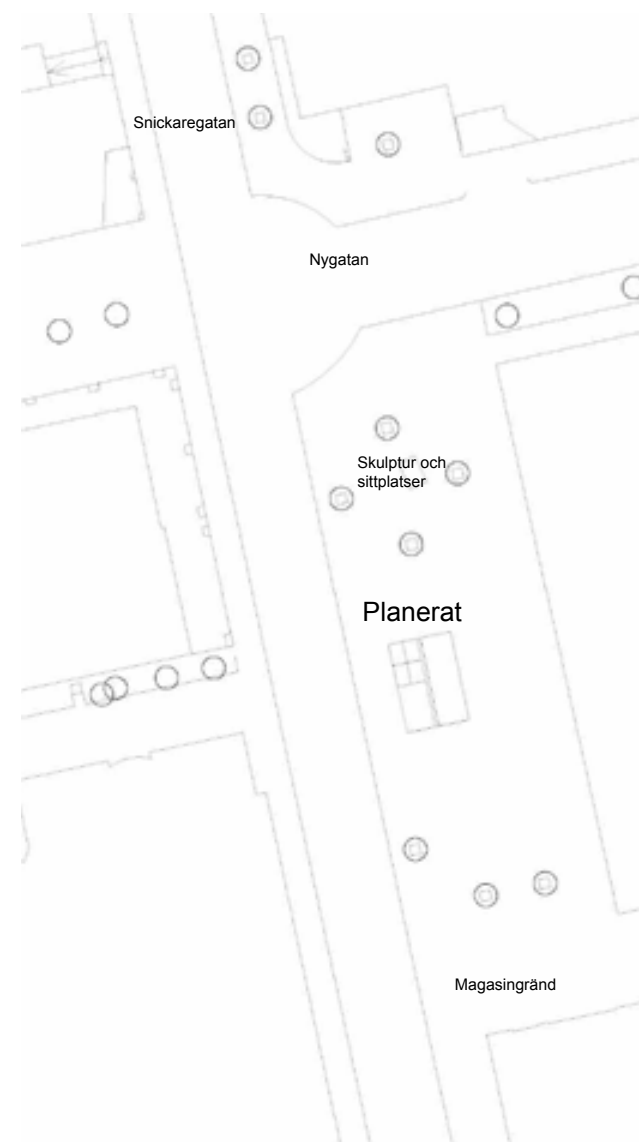 Snickaregatan
Nygatan
Skulptur och
sittplatser
Planerat
Magasingränd